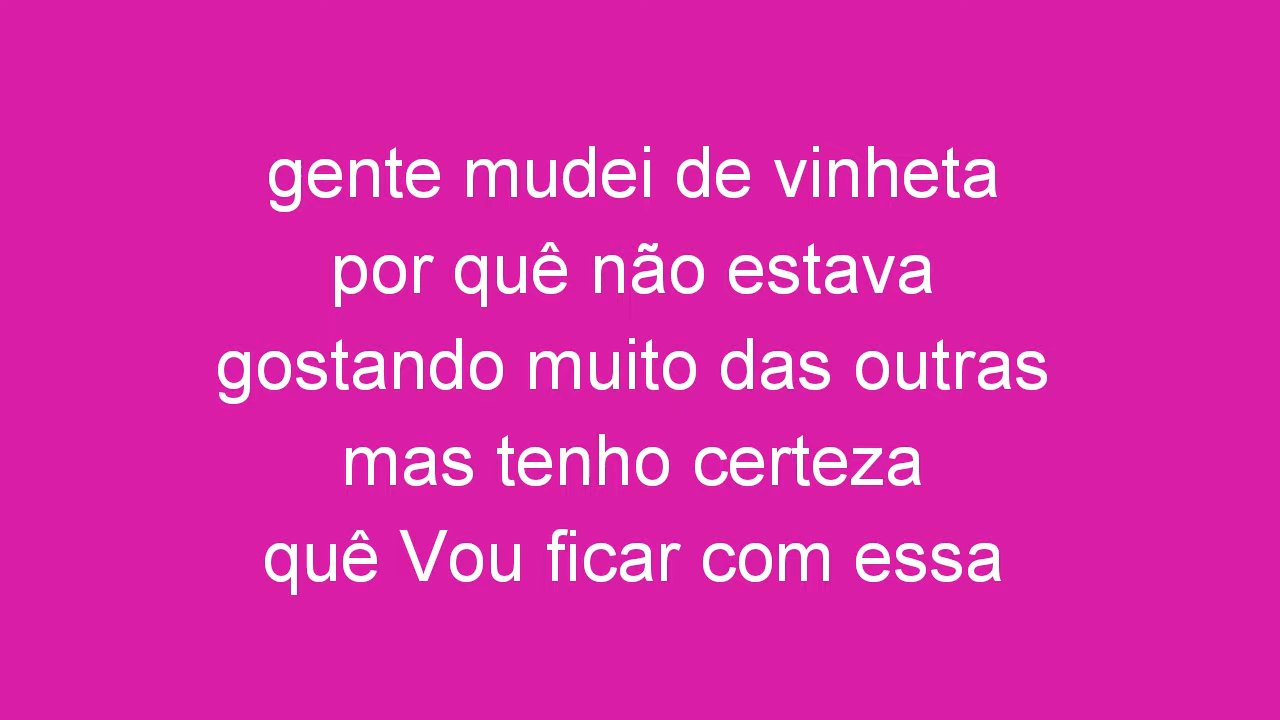 gente mudei de vinheta
por quê não estava
gostando muito das outras
mas tenho certeza
quê Vou ficar com essa